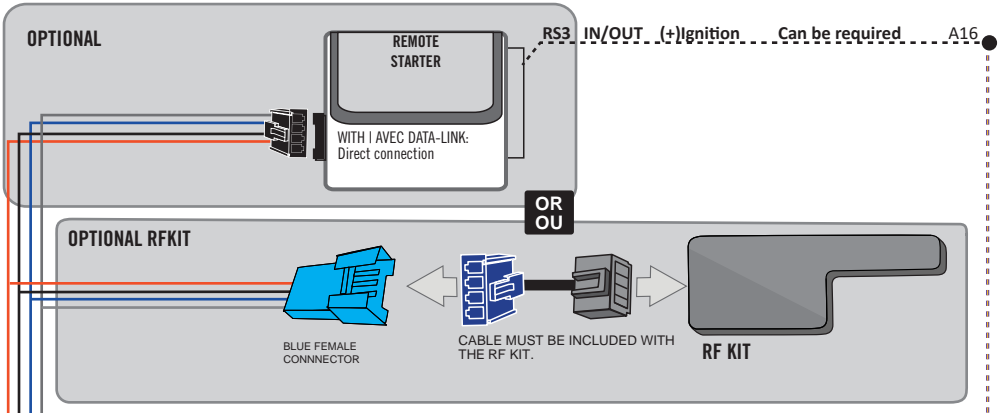 OPTIONAL
REMOTE
STARTER
RS3 IN/OUT (+)Ignition Can be required A16
WITH | AVEC DATA-LINK:
Direct connection
OR
OU
OPTIONAL RFKIT
BLUE FEMALE
CONNNECTOR
CABLE MUST BE INCLUDED WITH
THE RF KIT.
RF KIT